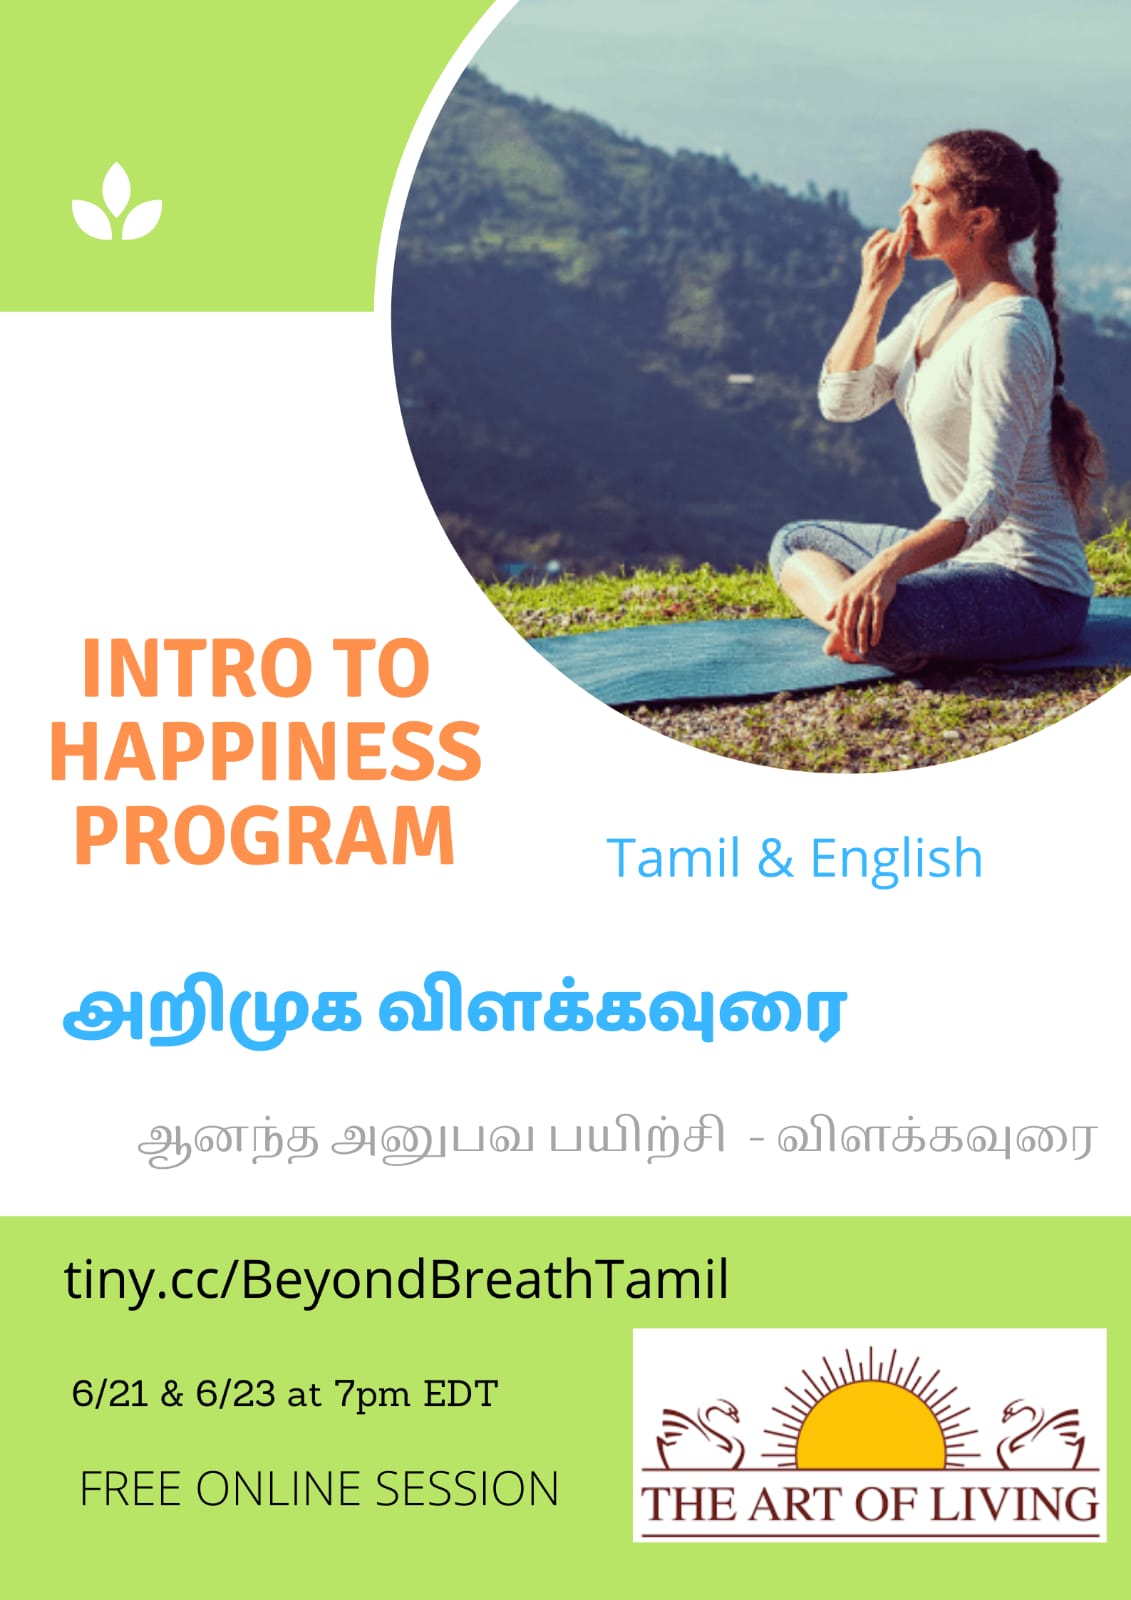 INTRO TO
HAPPINESS
PROGRAM
Tamil & English
அறிமுக விளக்கவுரை
ஆனந்த அனுபவ பயிற்சி - விளக்கவுரை
tiny.cc/BeyondBreathTamil
6/21 & 6/23 at 7pm EDT
FREE ONLINE SESSION
THE ART OF LIVING